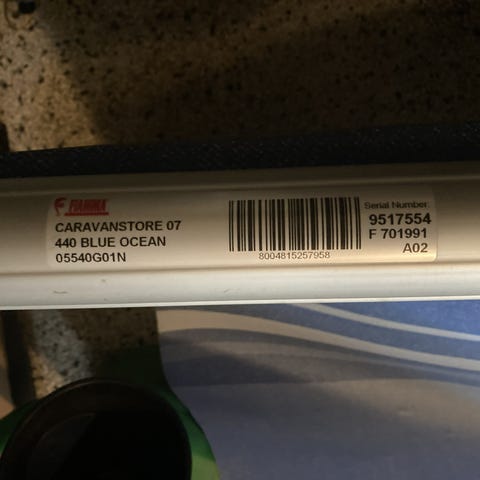 FIAMMA
CARAVANSTORE 07
440 BLUE OCEAN
05540G01N
8004815257958
Serial Number:
9517554
F 701991
A02